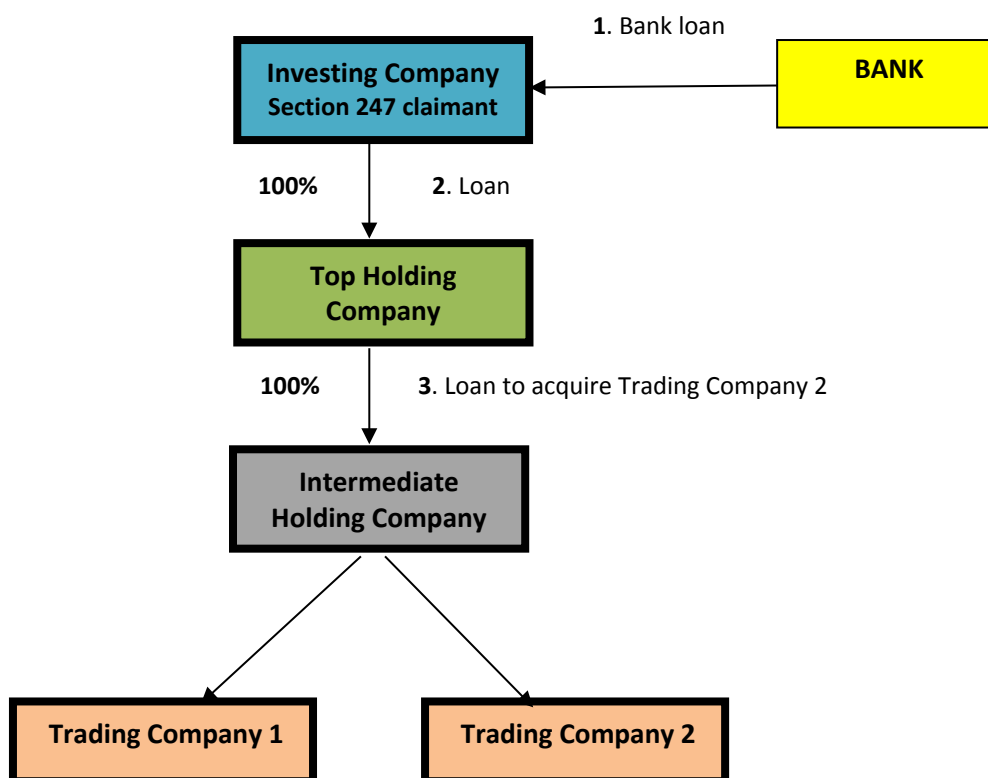 1. Bank loan
Investing Company
Section 247 claimant
BANK
100%
2. Loan
Top Holding
Company
100%
3. Loan to acquire Trading Company 2
Intermediate
Holding Company
Trading Company 1
Trading Company 2